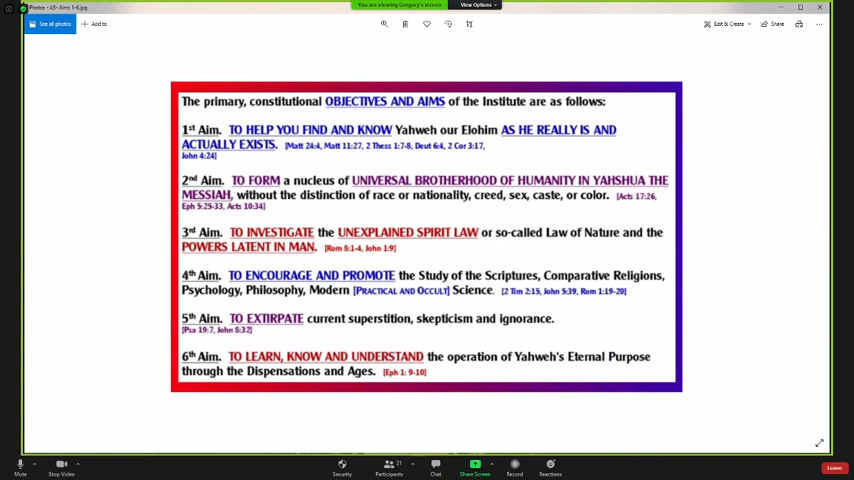 Photos - A5- Aims 1-6.jpg
You are viewing Gregory's screen
View Options
See all photos
+ Add to
Edit & Create
Share
The primary, constitutional OBJECTIVES AND AIMS of the Institute are as follows:
1st Aim. TO HELP YOU FIND AND KNOW Yahweh our Elohim AS HE REALLY IS AND
ACTUALLY EXISTS. [Matt 24:4, Matt 11:27, 2 Thess 1:7-8, Deut 6:4, 2 Cor 3:17,
John 4:24]
2nd Aim. TO FORM a nucleus of UNIVERSAL BROTHERHOOD OF HUMANITY IN YAHSHUA THE
MESSIAH, without the distinction of race or nationality, creed, sex, caste, or color. [Acts 17:26,
Eph 5:25-33, Acts 10:34]
3rd Aim. TO INVESTIGATE the UNEXPLAINED SPIRIT LAW or so-called Law of Nature and the
POWERS LATENT IN MAN. [Rom 8:1-4, John 1:9]
4th Aim. TO ENCOURAGE AND PROMOTE the Study of the Scriptures, Comparative Religions,
Psychology, Philosophy, Modern [PRACTICAL AND OCCULT] Science. [2 Tim 2:15, John 5:39, Rom 1:19-20]
5th Aim. TO EXTIRPATE current superstition, skepticism and ignorance.
[Psa 19:7, John 8:32]
6th Aim. TO LEARN, KNOW AND UNDERSTAND the operation of Yahweh's Eternal Purpose
through the Dispensations and Ages. [Eph 1: 9-10]
Mute
Stop Video
Security
Participants 21
Chat
Share Screen
Record
Reactions
Leave